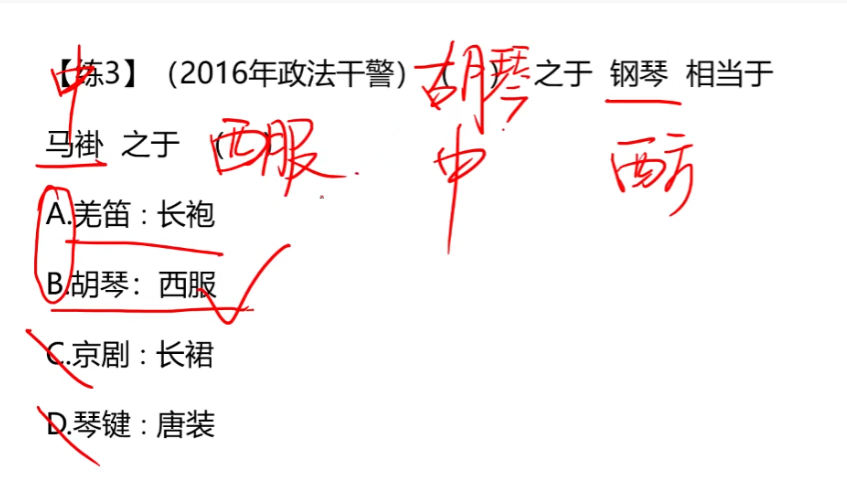 【练3】（2016年政法干警）（胡琴）之于 钢琴 相当于
中
马褂 之于 （西服
中 西方
A.羌笛：长袍
B.胡琴：西服
C.京剧：长裙
D.琴键：唐装